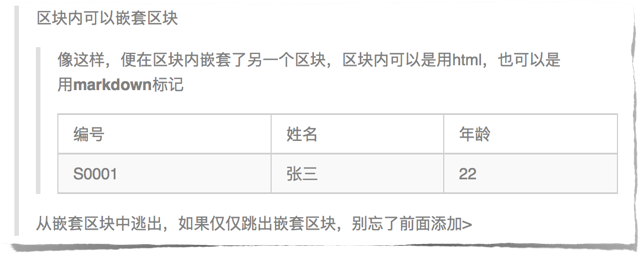 区块内可以嵌套区块
像这样，便在区块内嵌套了另一个区块，区块内可以是用html，也可以是
用markdown标记
编号 姓名 年龄
S0001 张三 22
从嵌套区块中逃出，如果仅仅跳出嵌套区块，别忘了前面添加>